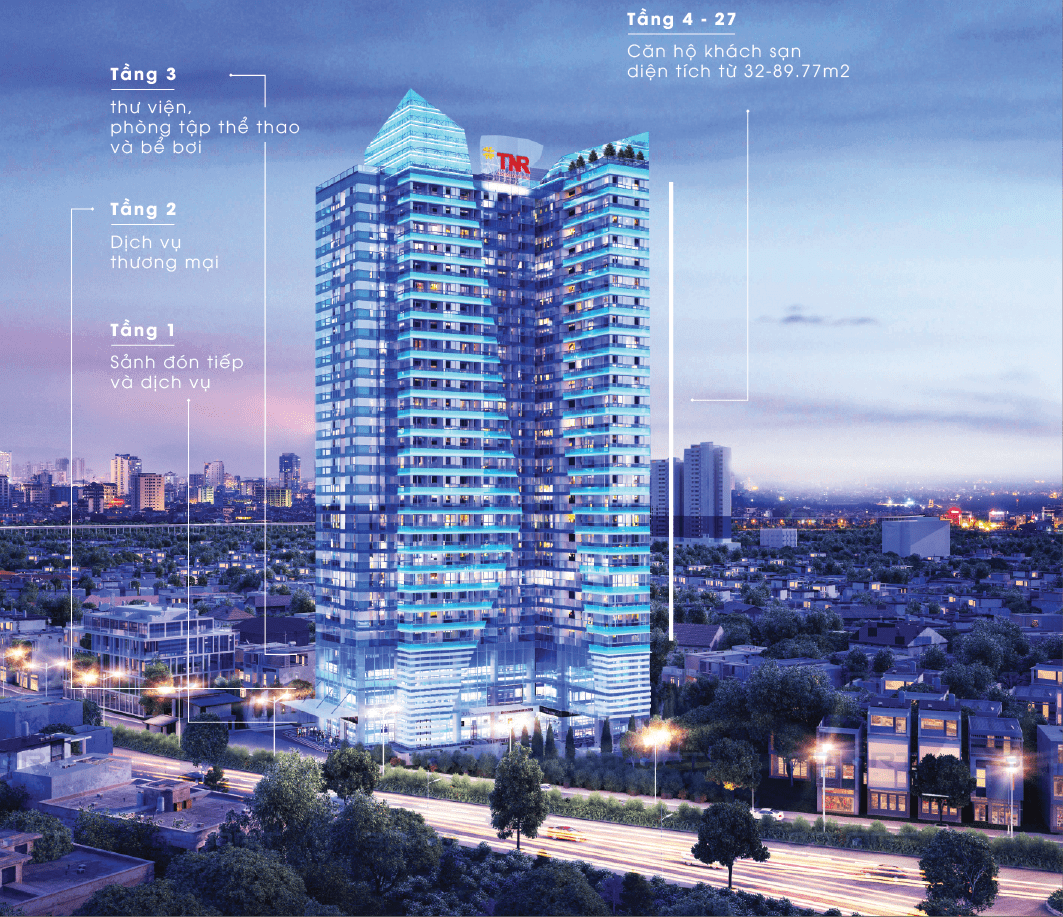 Tầng 4 - 27
Căn hộ khách sạn
diện tích từ 32-89.77m2
Tầng 3
thư viện,
phòng tập thể thao
và bể bơi
TNR
Tầng 2
Dịch vụ
thương mại
Tầng 1
Sảnh đón tiếp
và dịch vụ